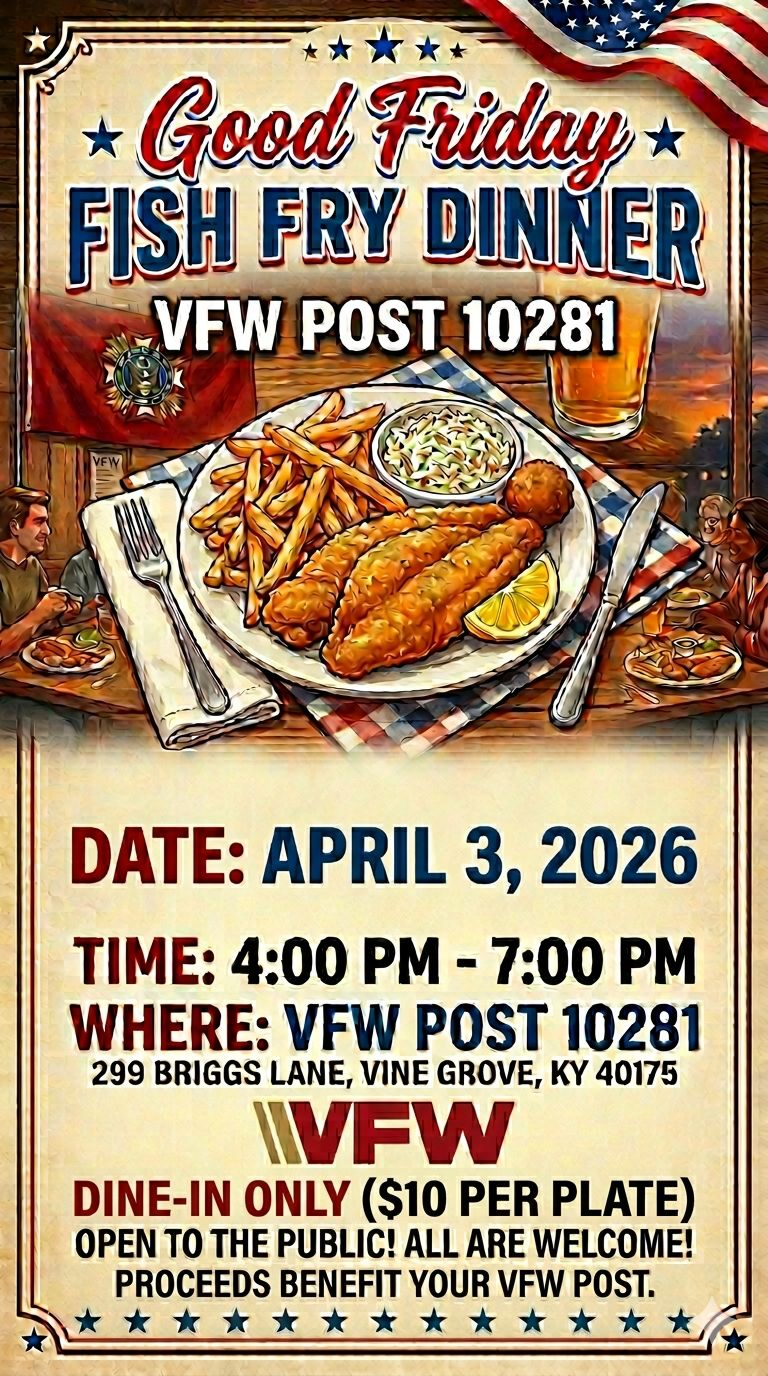 Good Friday
FISH FRY DINNER
VFW POST 10281
VFW
DATE: APRIL 3, 2026
TIME: 4:00 PM - 7:00 PM
WHERE: VFW POST 10281
299 BRIGGS LANE, VINE GROVE, KY 40175
VFW
DINE-IN ONLY ($10 PER PLATE)
OPEN TO THE PUBLIC! ALL ARE WELCOME!
PROCEEDS BENEFIT YOUR VFW POST.